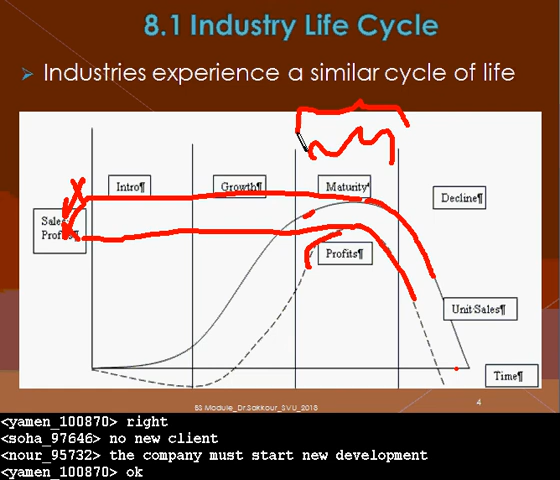 8.1 Industry Life Cycle
Industries experience a similar cycle of life
Intro¶
Growth¶
Maturity¶
Decline¶
Sales
Profits¶
Profits¶
Unit·Sales¶
Time¶
BS Module_Dr.Sakkour_SVU_2018
4
<yamen_100870> right
<soha_97646> no new client
<nour_95732> the company must start new development
<yamen_100870> ok